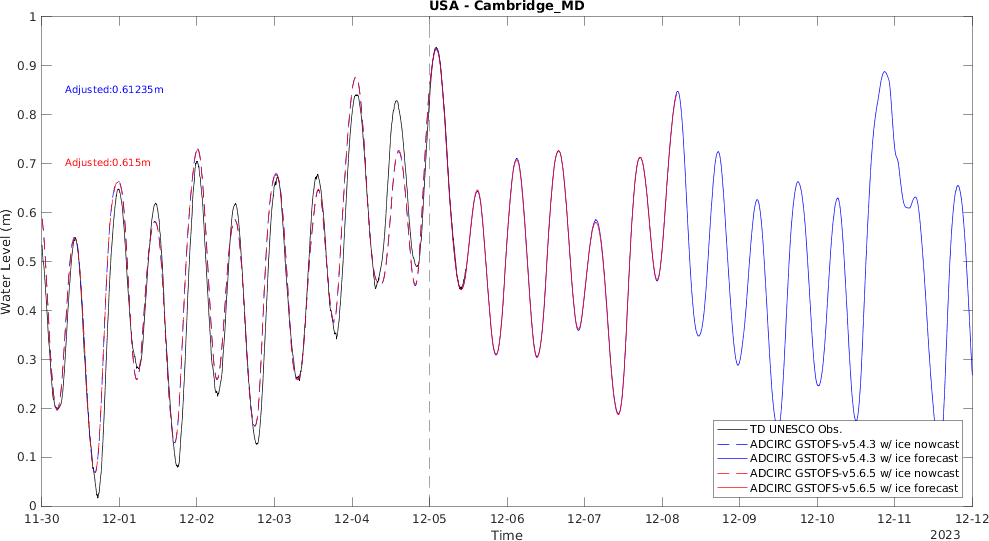 USA - Cambridge_MD
1
0.9
0.8
0.7
0.6
0.5
0.4
0.3
0.2
0.1
0
Water Level (m)
Adjusted:0.61235m
Adjusted:0.615m
TD UNESCO Obs.
ADCIRC GSTOFS-v5.4.3 w/ ice nowcast
ADCIRC GSTOFS-v5.4.3 w/ ice forecast
ADCIRC GSTOFS-v5.6.5 w/ ice nowcast
ADCIRC GSTOFS-v5.6.5 w/ ice forecast
11-30 12-01 12-02 12-03 12-04 12-05 12-06 12-07 12-08 12-09 12-10 12-11 12-12
Time
2023